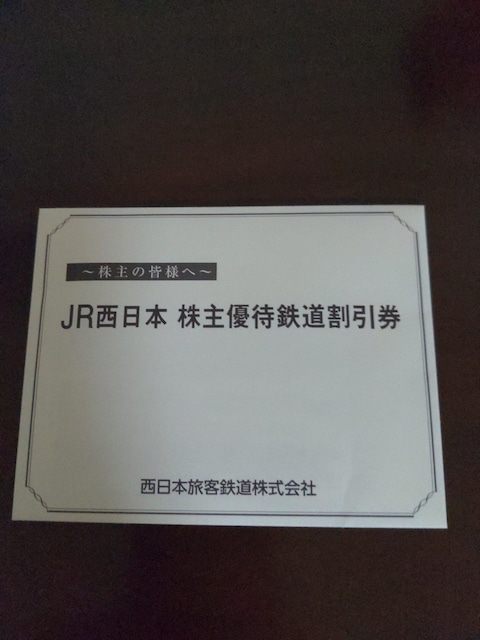 ～株主の皆様へ～
JR西日本 株主優待鉄道割引券
西日本旅客鉄道株式会社